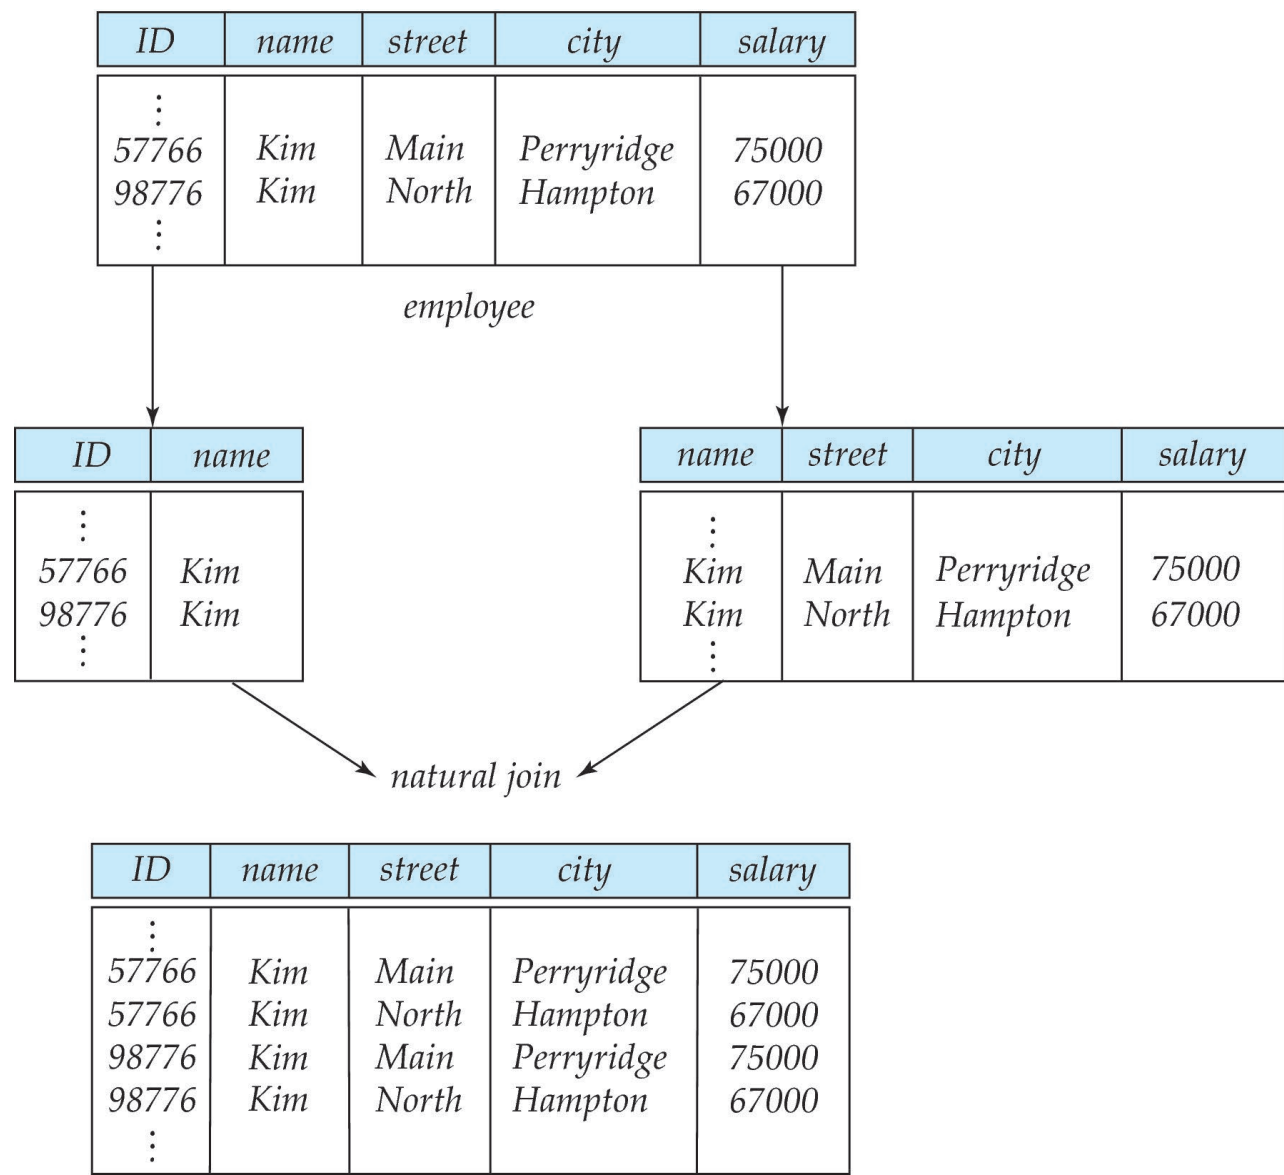 ID name street city salary
⋮
57766 Kim Main Perryridge 75000
98776 Kim North Hampton 67000
⋮
employee
ID name
⋮
57766 Kim
98776 Kim
⋮
name street city salary
⋮
Kim Main Perryridge 75000
Kim North Hampton 67000
⋮
natural join
ID name street city salary
⋮
57766 Kim Main Perryridge 75000
57766 Kim North Hampton 67000
98776 Kim Main Perryridge 75000
98776 Kim North Hampton 67000
⋮